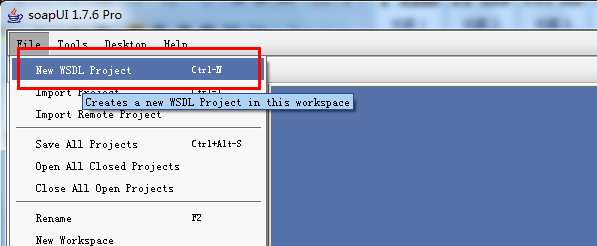 soapUI 1.7.6 Pro
File Tools Desktop Help
New WSDL Project Ctrl-N
Import Project Ctrl-I
Creates a new WSDL Project in this workspace
Import Remote Project
Save All Projects Ctrl+Alt-S
Open All Closed Projects
Close All Open Projects
Rename F2
New Workspace